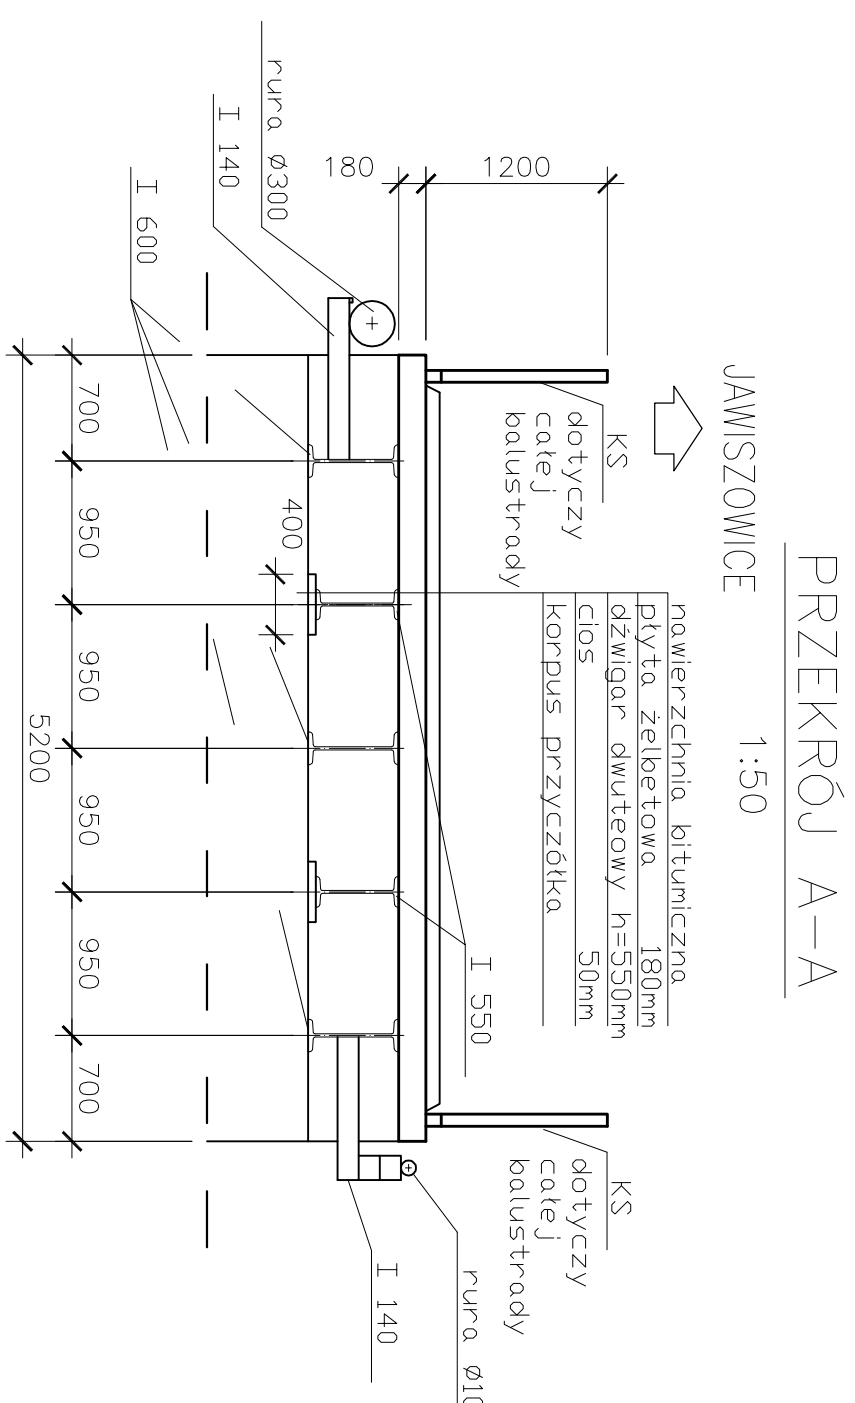 PRZEKRÓJ A-A
1:50
JAWISZOWICE
nawierzchnia bitumiczna
płyta żelbetowa 180mm
dźwigar dwuteowy h=550mm
cios 50mm
korpus przyczółka
KS
dotyczy
całej
balustrady
KS
dotyczy
całej
balustrady
1200
180
rura Ø300
I 140
I 600
I 550
rura Ø10
I 140
400
700
950
950
950
950
700
5200